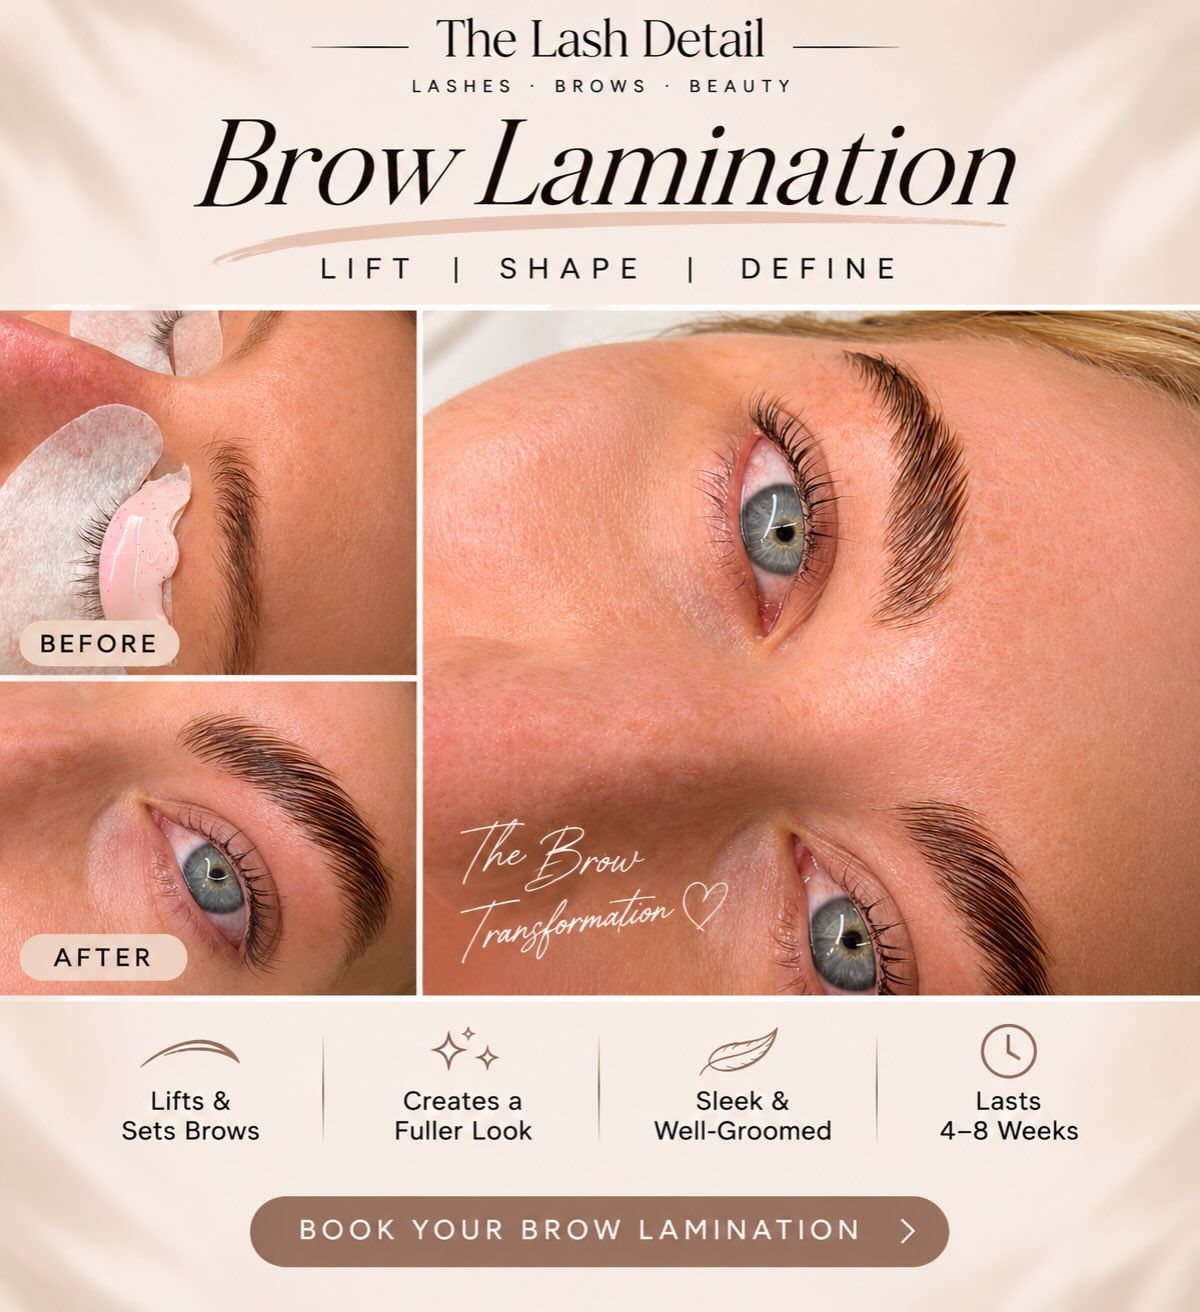 The Lash Detail
LASHES · BROWS · BEAUTY
Brow Lamination
LIFT | SHAPE | DEFINE
BEFORE
AFTER
The Brow
Transformation
Lifts &
Sets Brows
Creates a
Fuller Look
Sleek &
Well-Groomed
Lasts
4–8 Weeks
BOOK YOUR BROW LAMINATION